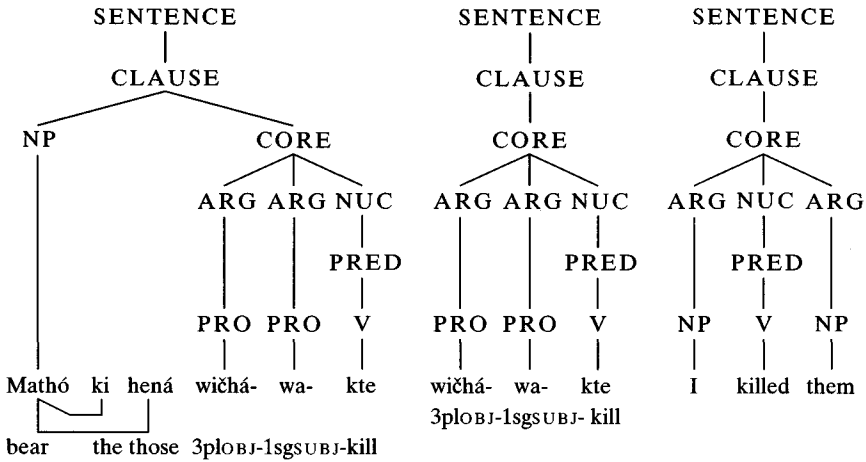 SENTENCE SENTENCE SENTENCE
CLAUSE CLAUSE CLAUSE
NP CORE CORE CORE
ARG ARG NUC ARG ARG NUC ARG NUC ARG
PRED PRED PRED
PRO PRO V PRO PRO V NP V NP
Mathó ki hená wičhá- wa- kte wičhá- wa- kte I killed them
3plOBJ-1sgSUBJ- kill
bear the those 3plOBJ-1sgSUBJ-kill